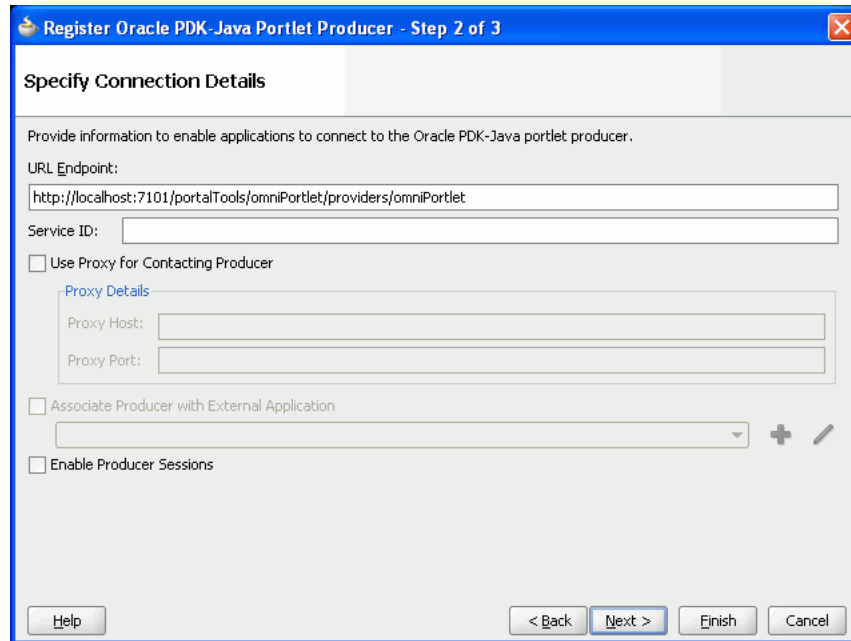 Register Oracle PDK-Java Portlet Producer - Step 2 of 3
Specify Connection Details
Provide information to enable applications to connect to the Oracle PDK-Java portlet producer.
URL Endpoint:
http://localhost:7101/portalTools/omniPortlet/providers/omniPortlet
Service ID:
Use Proxy for Contacting Producer
Proxy Details
Proxy Host:
Proxy Port:
Associate Producer with External Application
Enable Producer Sessions
Help < Back Next > Finish Cancel